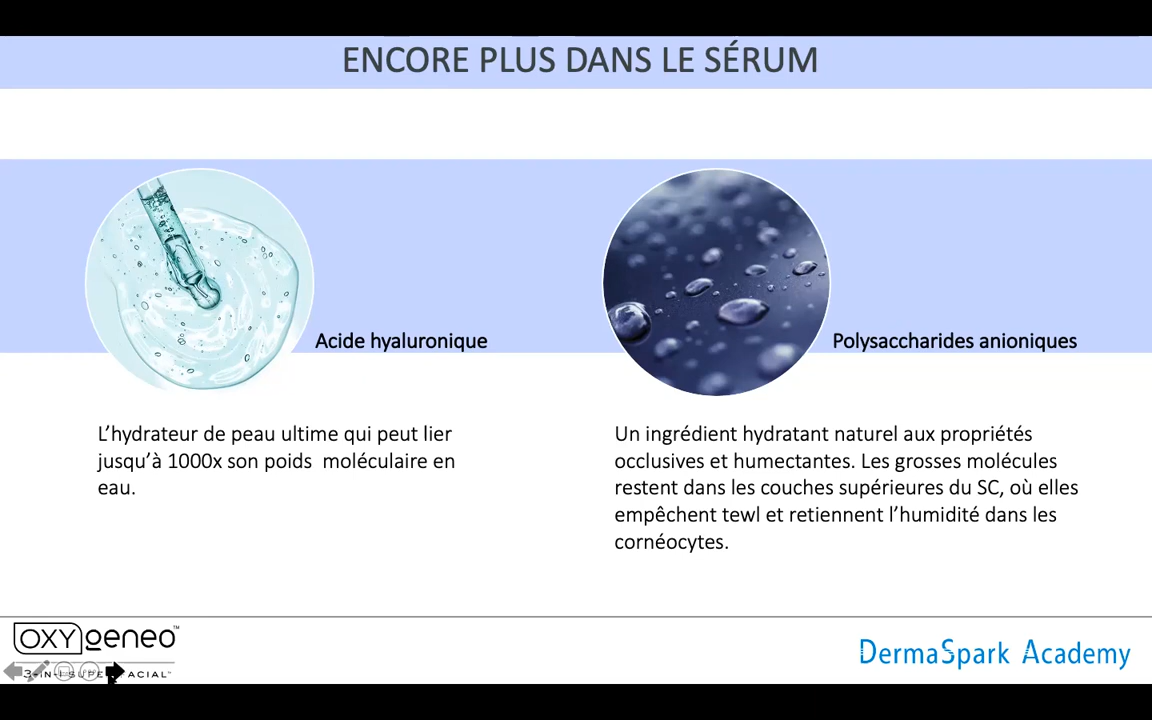 ENCORE PLUS DANS LE SÉRUM
Acide hyaluronique
Polysaccharides anioniques
L’hydrateur de peau ultime qui peut lier
jusqu’à 1000x son poids  moléculaire en
eau.
Un ingrédient hydratant naturel aux propriétés
occlusives et humectantes. Les grosses molécules
restent dans les couches supérieures du SC, où elles
empêchent tewl et retiennent l’humidité dans les
cornéocytes.
OXYgeneo™
3-IN-1 SUPERFACIAL™
DermaSpark Academy